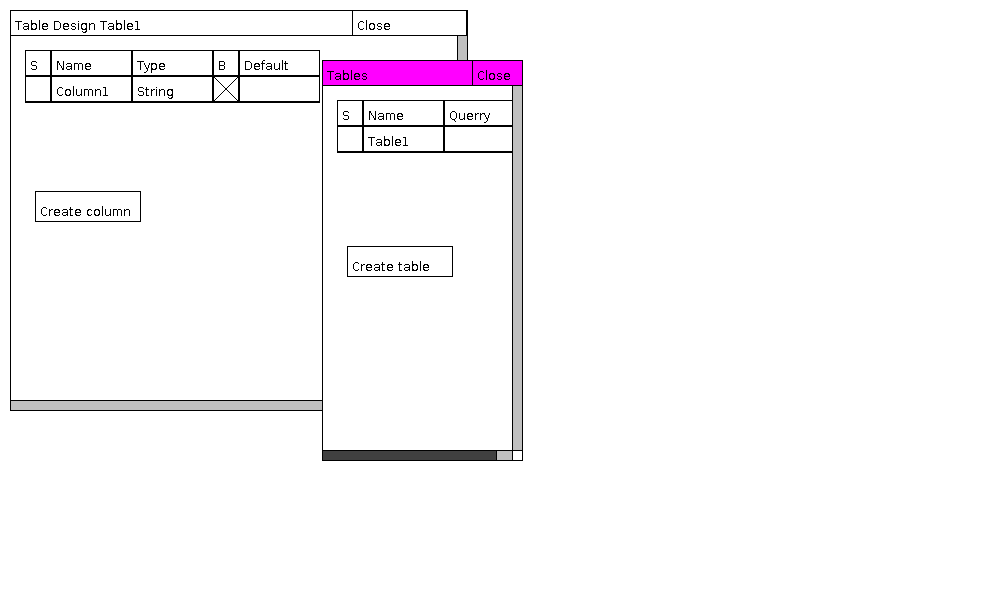 Table Design Table1 Close
S Name Type B Default
Column1 String
Create column
Tables Close
S Name Querry
Table1
Create table